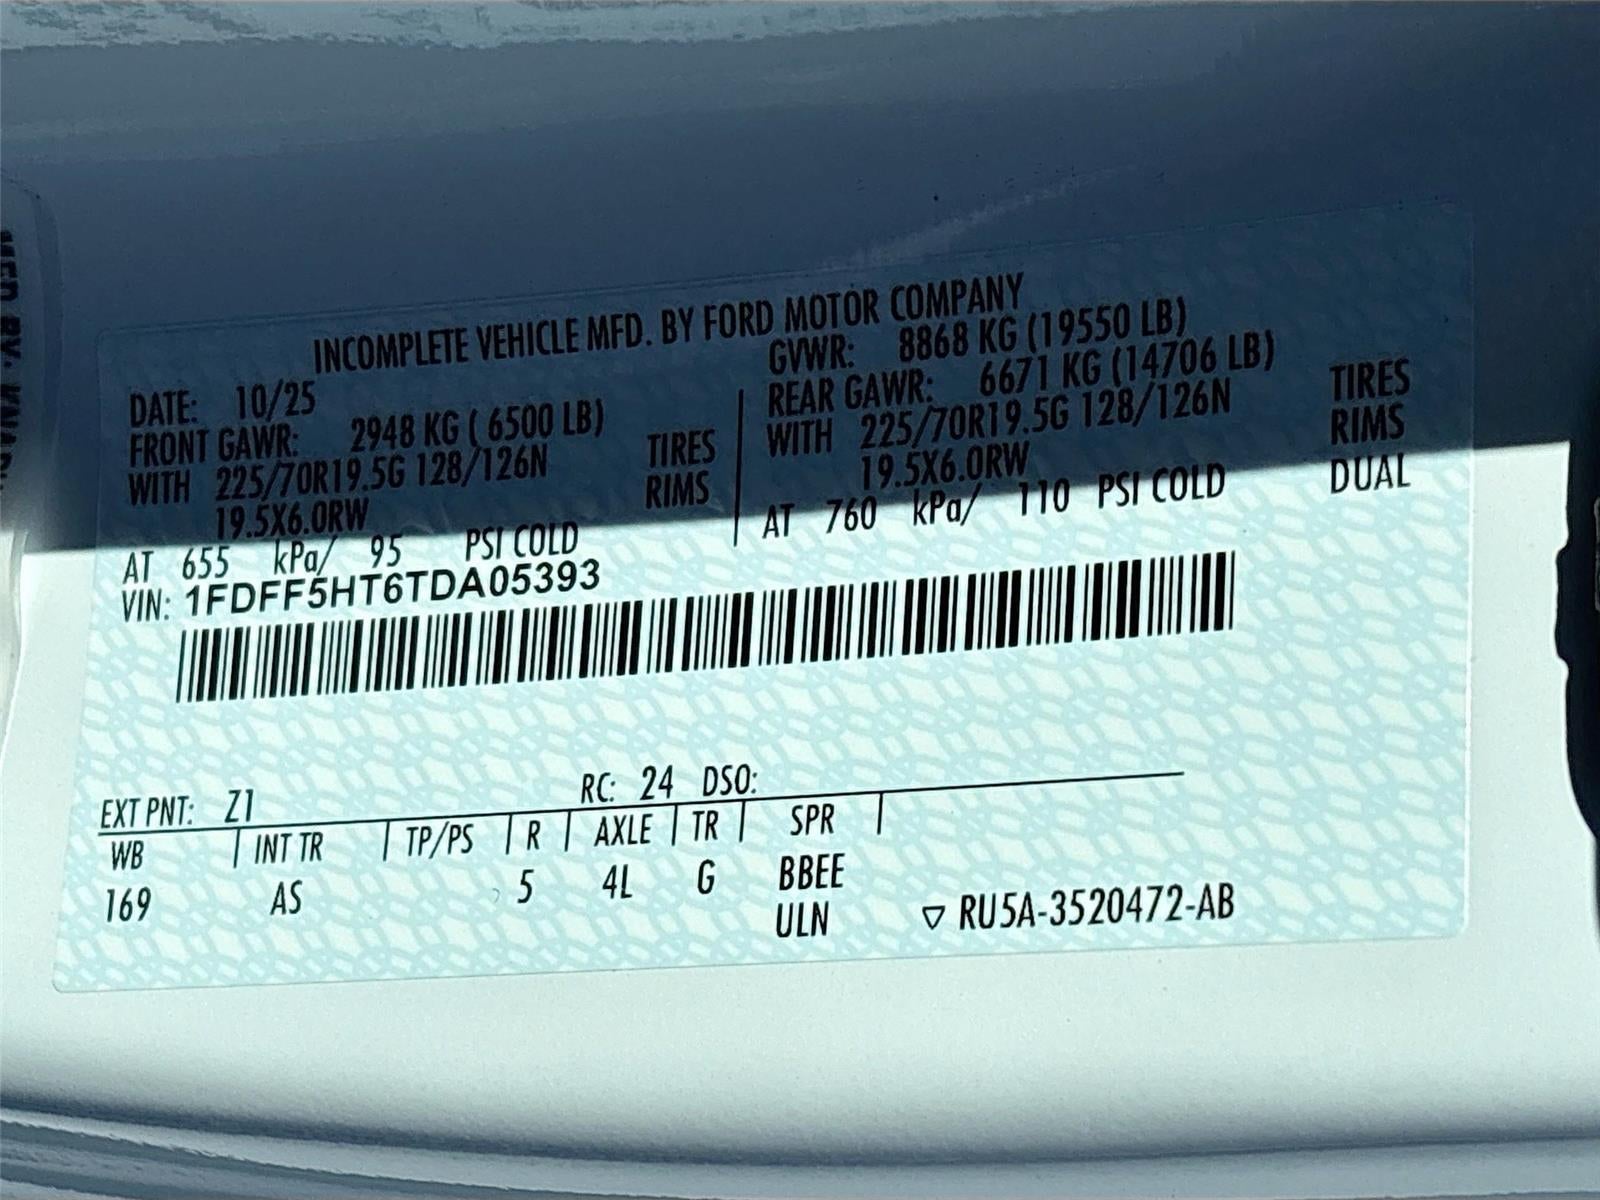 INCOMPLETE VEHICLE MFD. BY FORD MOTOR COMPANY
DATE: 10/25 GVWR: 8868 KG (19550 LB)
FRONT GAWR: 2948 KG ( 6500 LB) REAR GAWR: 6671 KG (14706 LB)
WITH 225/70R19.5G 128/126N TIRES WITH 225/70R19.5G 128/126N TIRES
19.5X6.0RW RIMS 19.5X6.0RW RIMS
AT 655 kPa/ 95 PSI COLD AT 760 kPa/ 110 PSI COLD DUAL
VIN: 1FDFF5HT6TDA05393
EXT PNT: Z1 RC: 24 DSO:
WB INT TR TP/PS R AXLE TR SPR
169 AS 5 4L G BBEE
ULN ▽ RU5A-3520472-AB